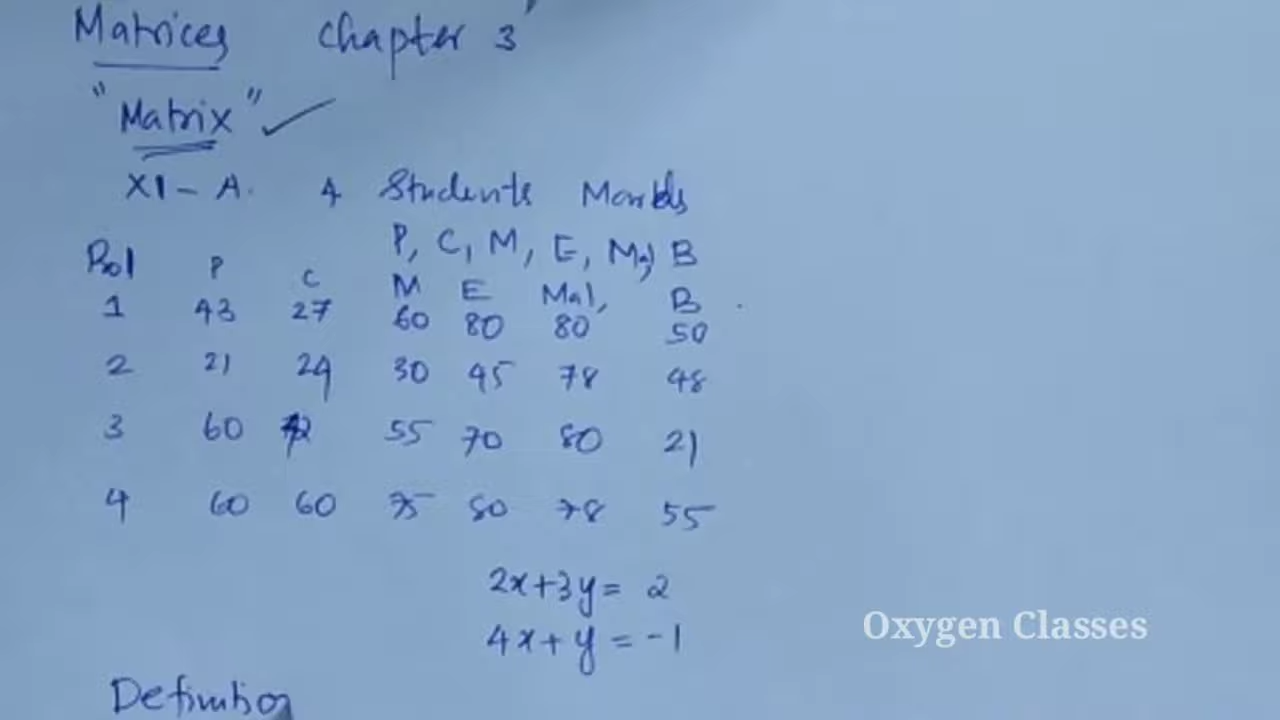 Matrices chapter 3
"Matrix" ✓
XI - A. 4 Students Marks
P, C, M, E, Ma, B
Rol P C M E Mal, B
1 43 27 60 80 80 50
2 21 24 30 45 78 48
3 60 55 70 80 21
4 60 60 75 80 78 55
2x+3y= 2
4x+y=-1
Oxygen Classes
Definition